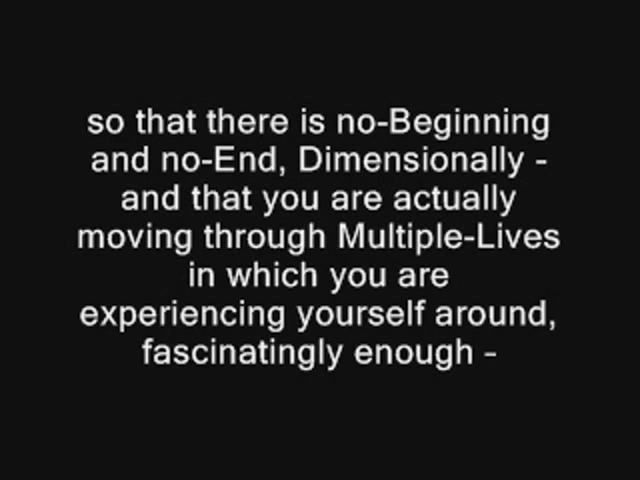 so that there is no-Beginning
and no-End, Dimensionally -
and that you are actually
moving through Multiple-Lives
in which you are
experiencing yourself around,
fascinatingly enough -